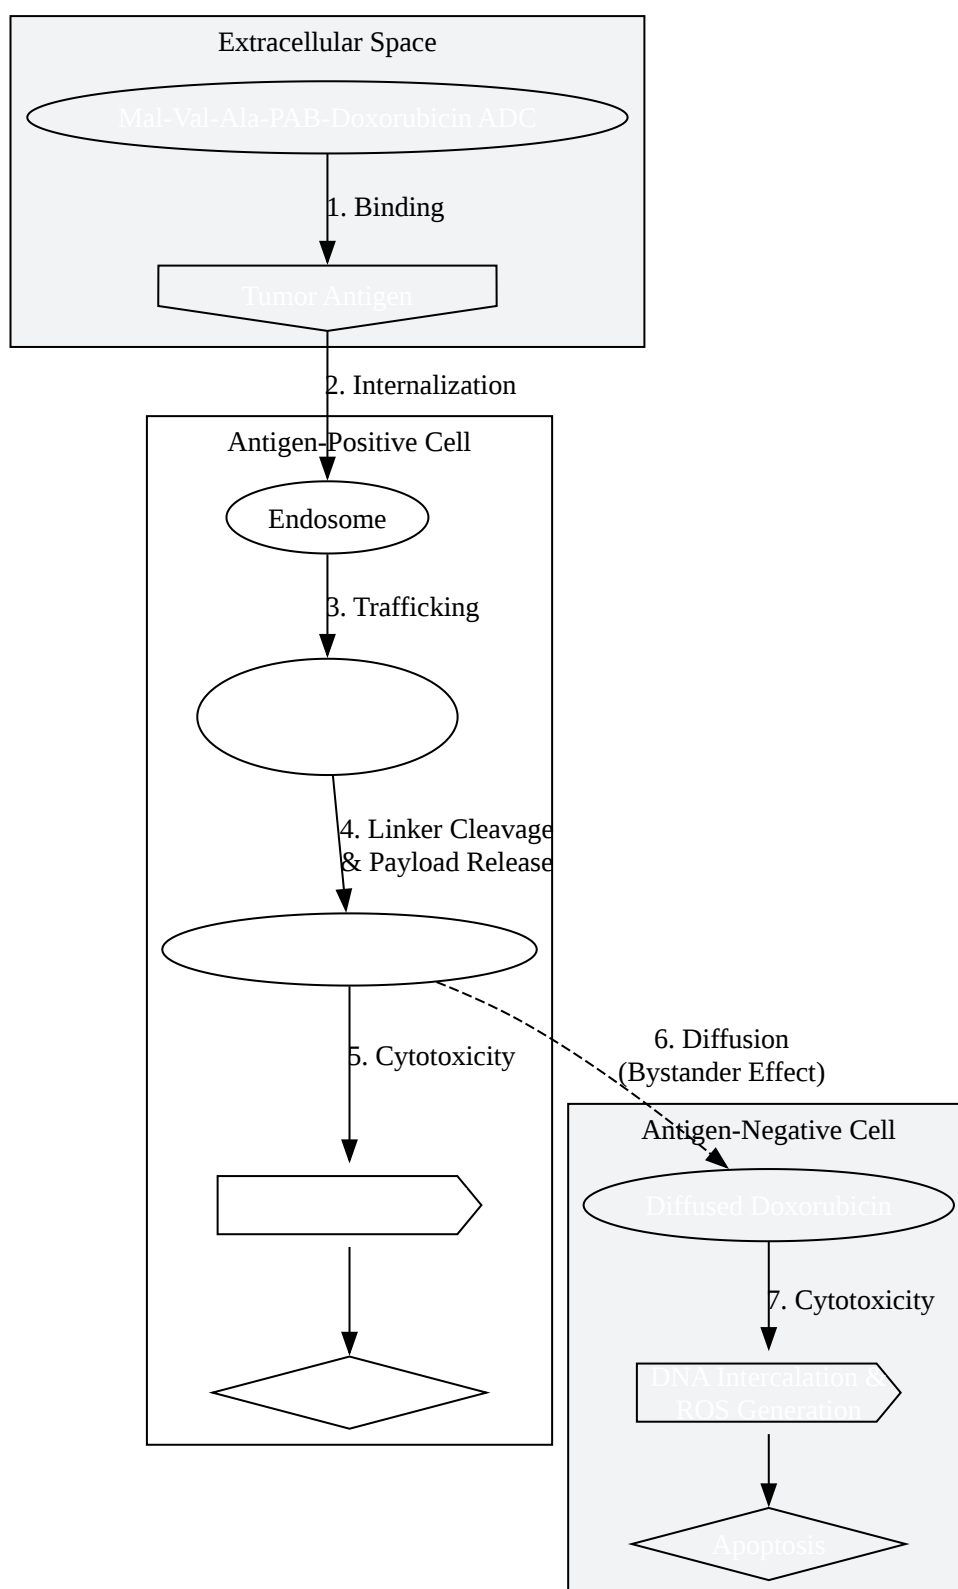 Extracellular Space
Mal-Val-Ala-PAB-Doxorubicin ADC
1. Binding
Tumor Antigen
2. Internalization
Antigen-Positive Cell
Endosome
3. Trafficking
4. Linker Cleavage
& Payload Release
5. Cytotoxicity
6. Diffusion
(Bystander Effect)
Antigen-Negative Cell
Diffused Doxorubicin
7. Cytotoxicity
DNA Intercalation &
ROS Generation
Apoptosis